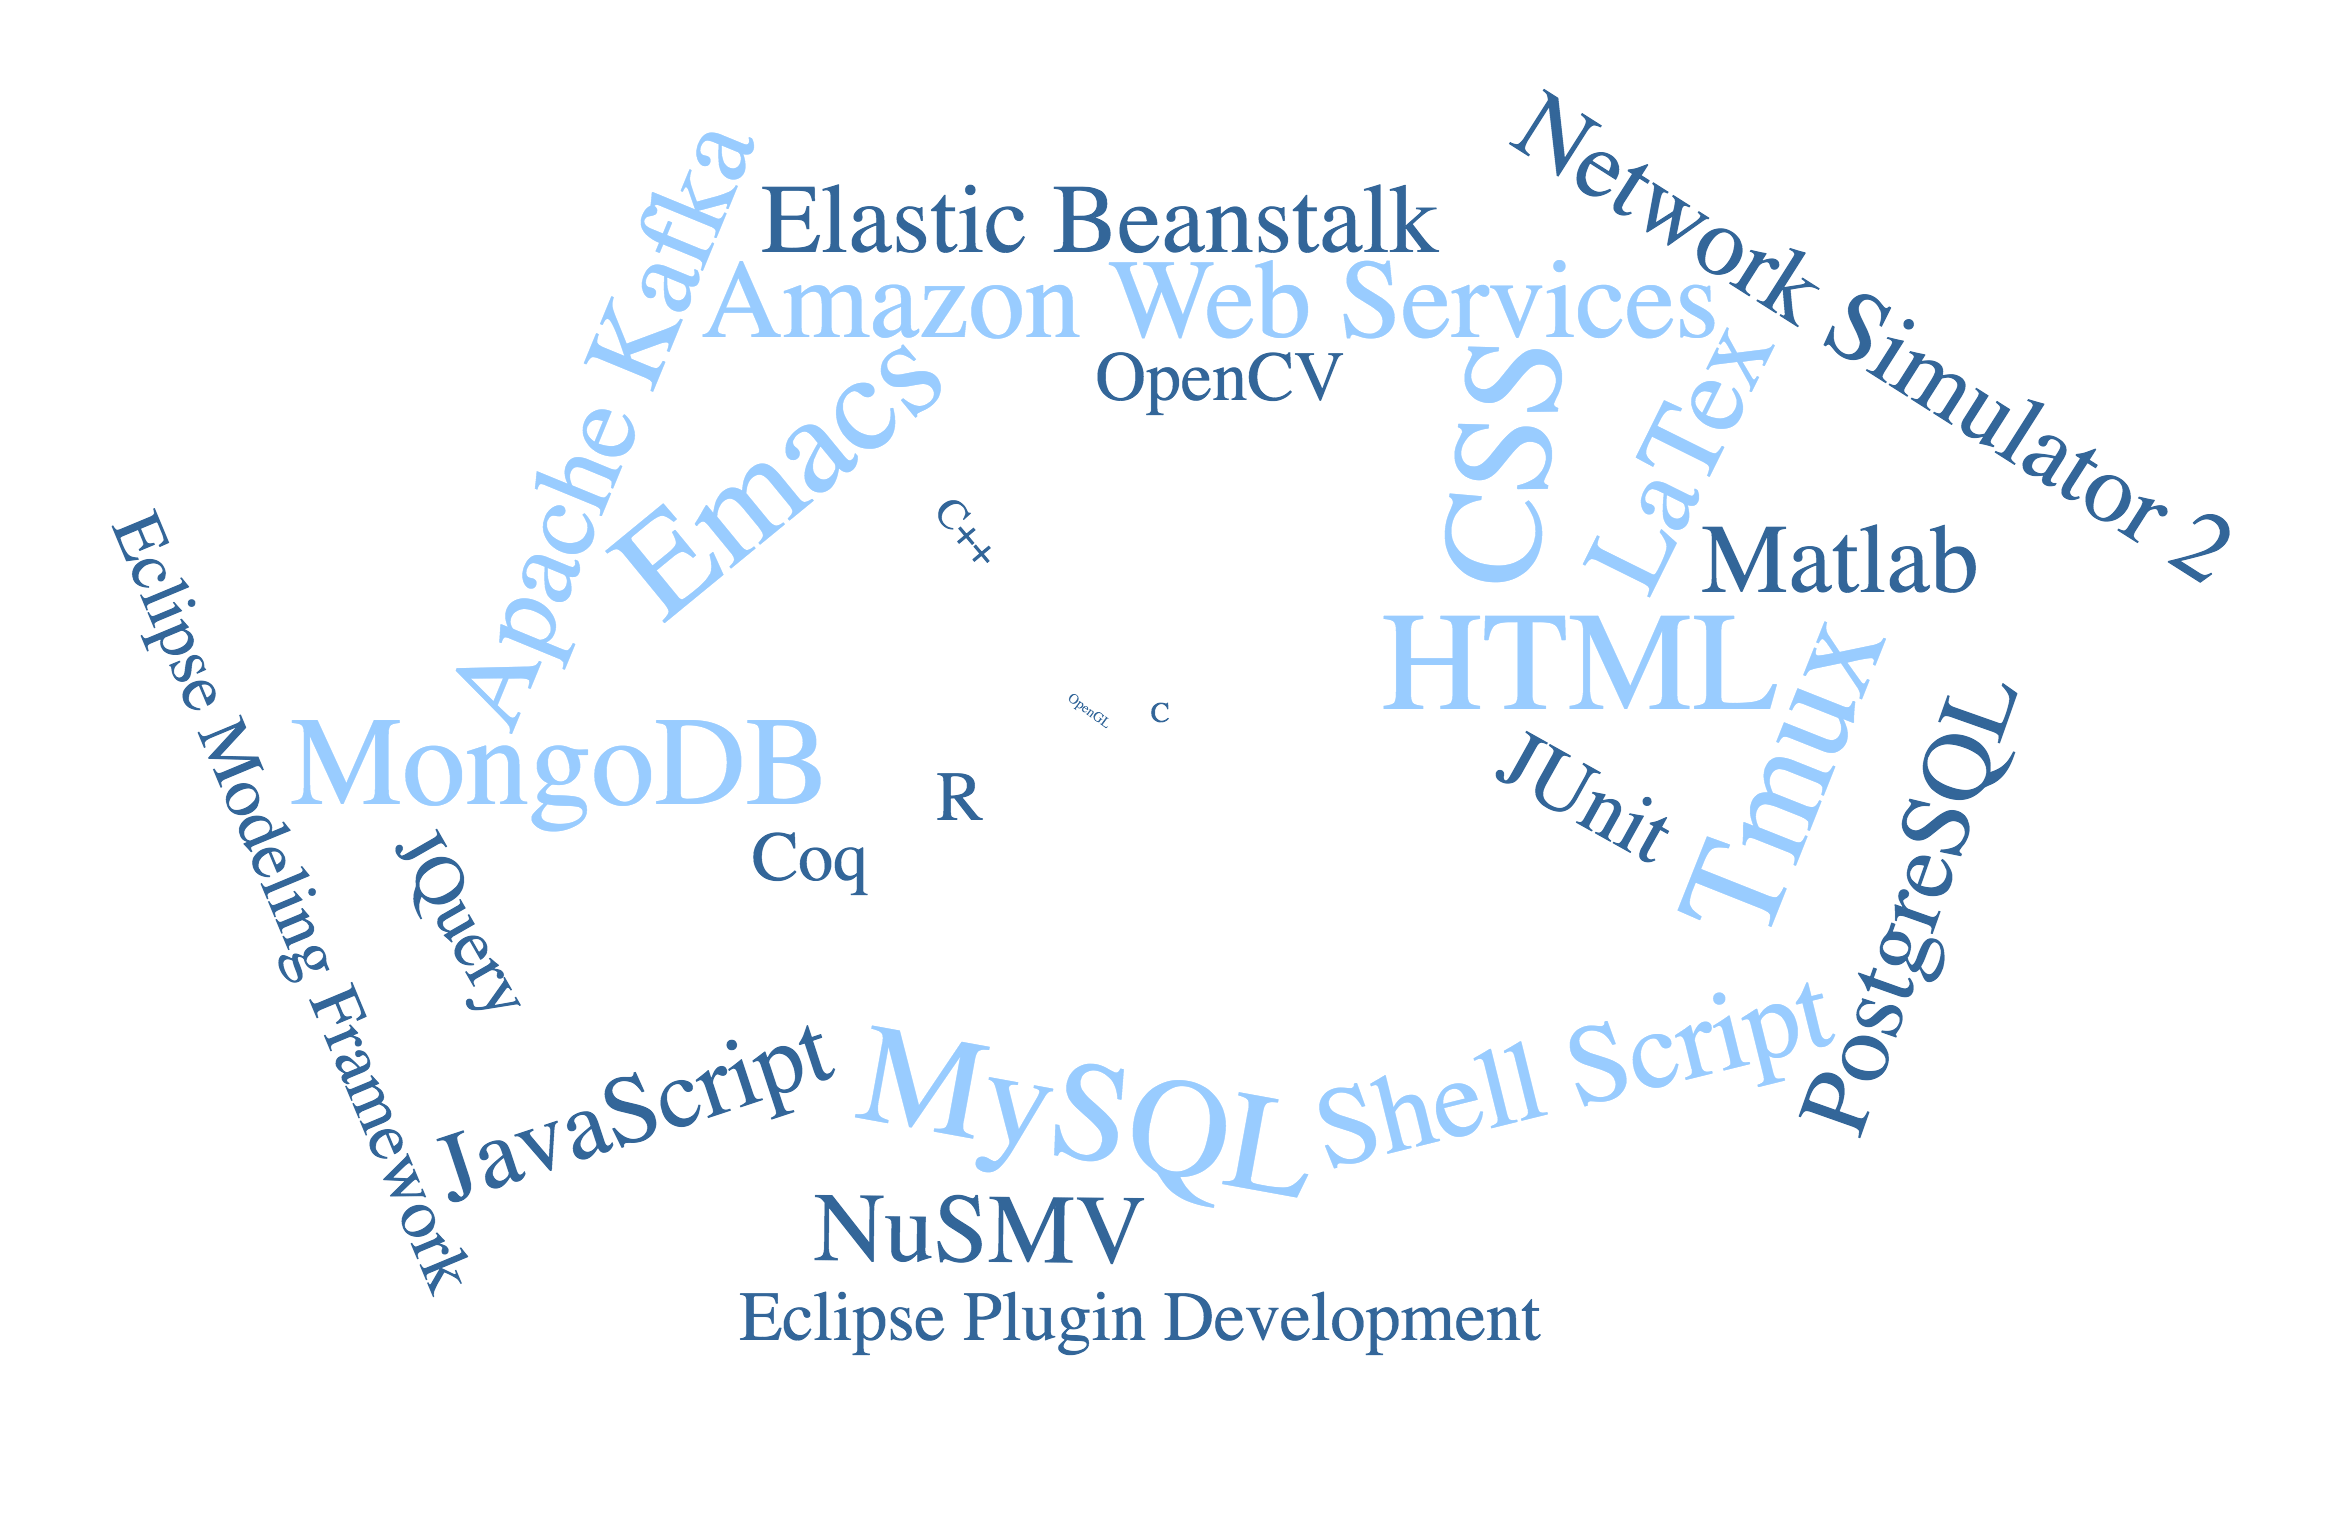 Network Simulator 2
Apache Kafka
Elastic Beanstalk
Amazon Web Services
OpenCV
Emacs
CSS
LaTex
C++
Matlab
Eclipse Modeling Framework
HTML
Tmux
OpenGL
C
MongoDB
R
JUnit
PostgreSQL
Coq
JQuery
JavaScript
MySQL
Shell Script
NuSMV
Eclipse Plugin Development